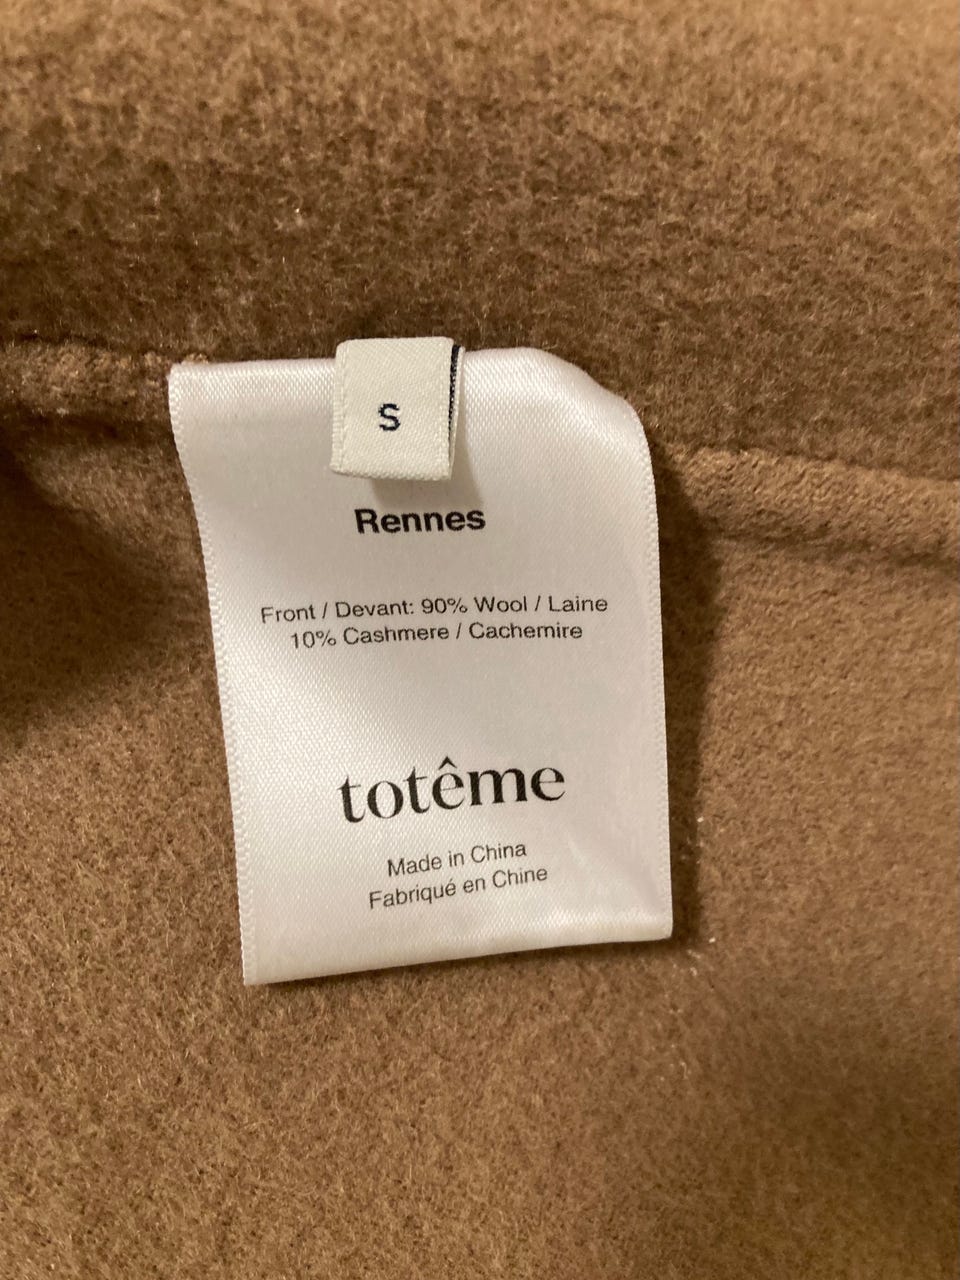 S
Rennes
Front / Devant: 90% Wool / Laine
10% Cashmere / Cachemire
totême
Made in China
Fabriqué en Chine